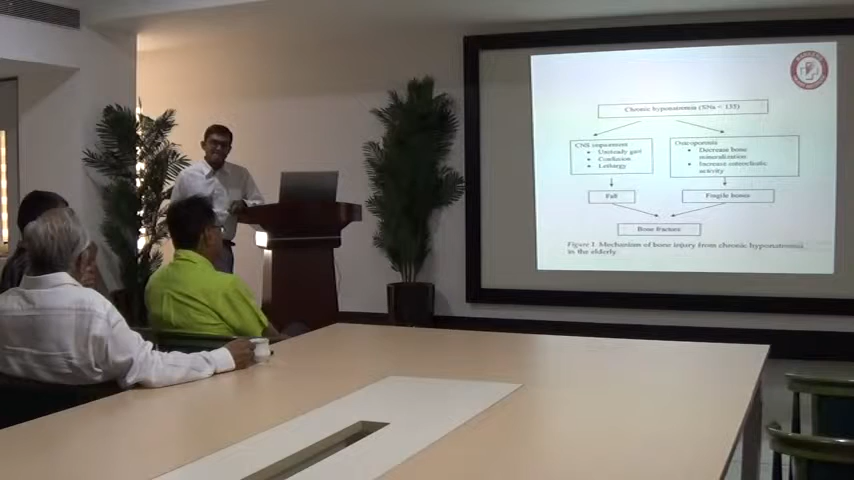 Chronic hyponatremia (SNa < 135)
CNS impairment
• Unsteady gait
• Confusion
• Lethargy
Osteoporosis
• Decrease bone
mineralization
• Increase osteoclastic
activity
Fall
Fragile bones
Bone fracture
Figure 1. Mechanism of bone injury from chronic hyponatremia
in the elderly